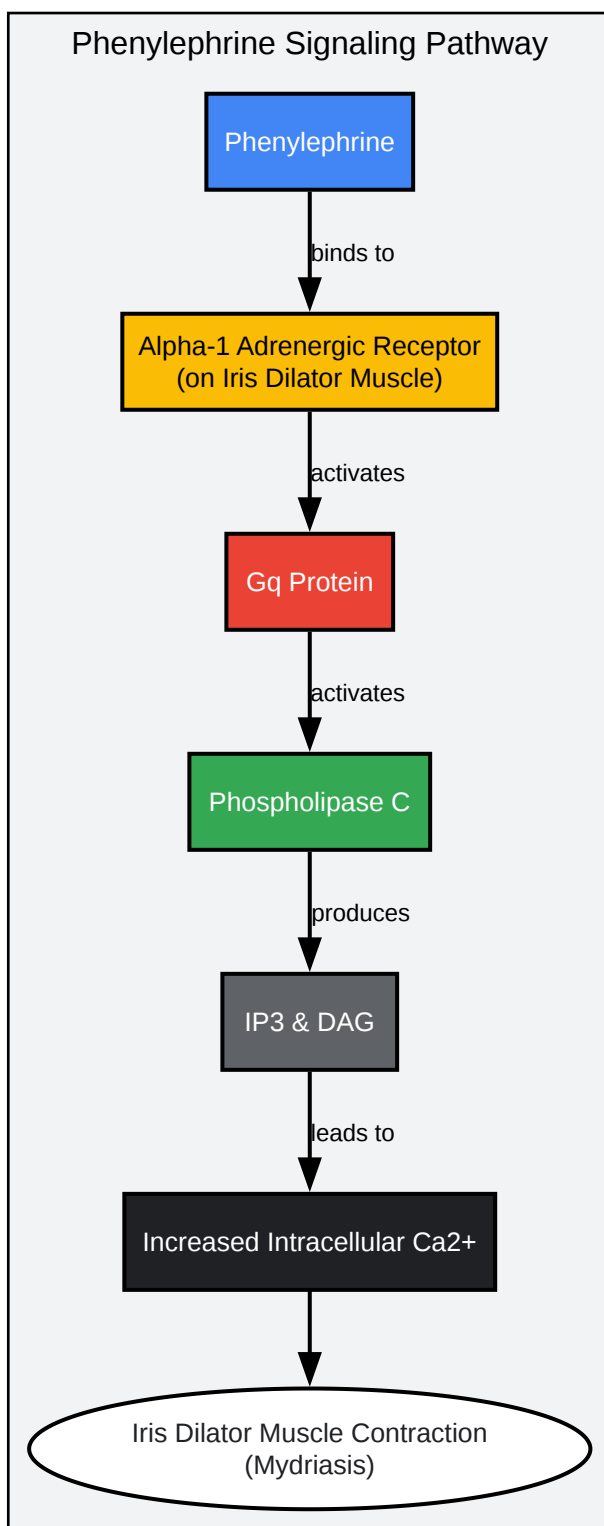 Phenylephrine Signaling Pathway
Phenylephrine
binds to
Alpha-1 Adrenergic Receptor
(on Iris Dilator Muscle)
activates
Gq Protein
activates
Phospholipase C
produces
IP3 & DAG
leads to
Increased Intracellular Ca2+
Iris Dilator Muscle Contraction
(Mydriasis)